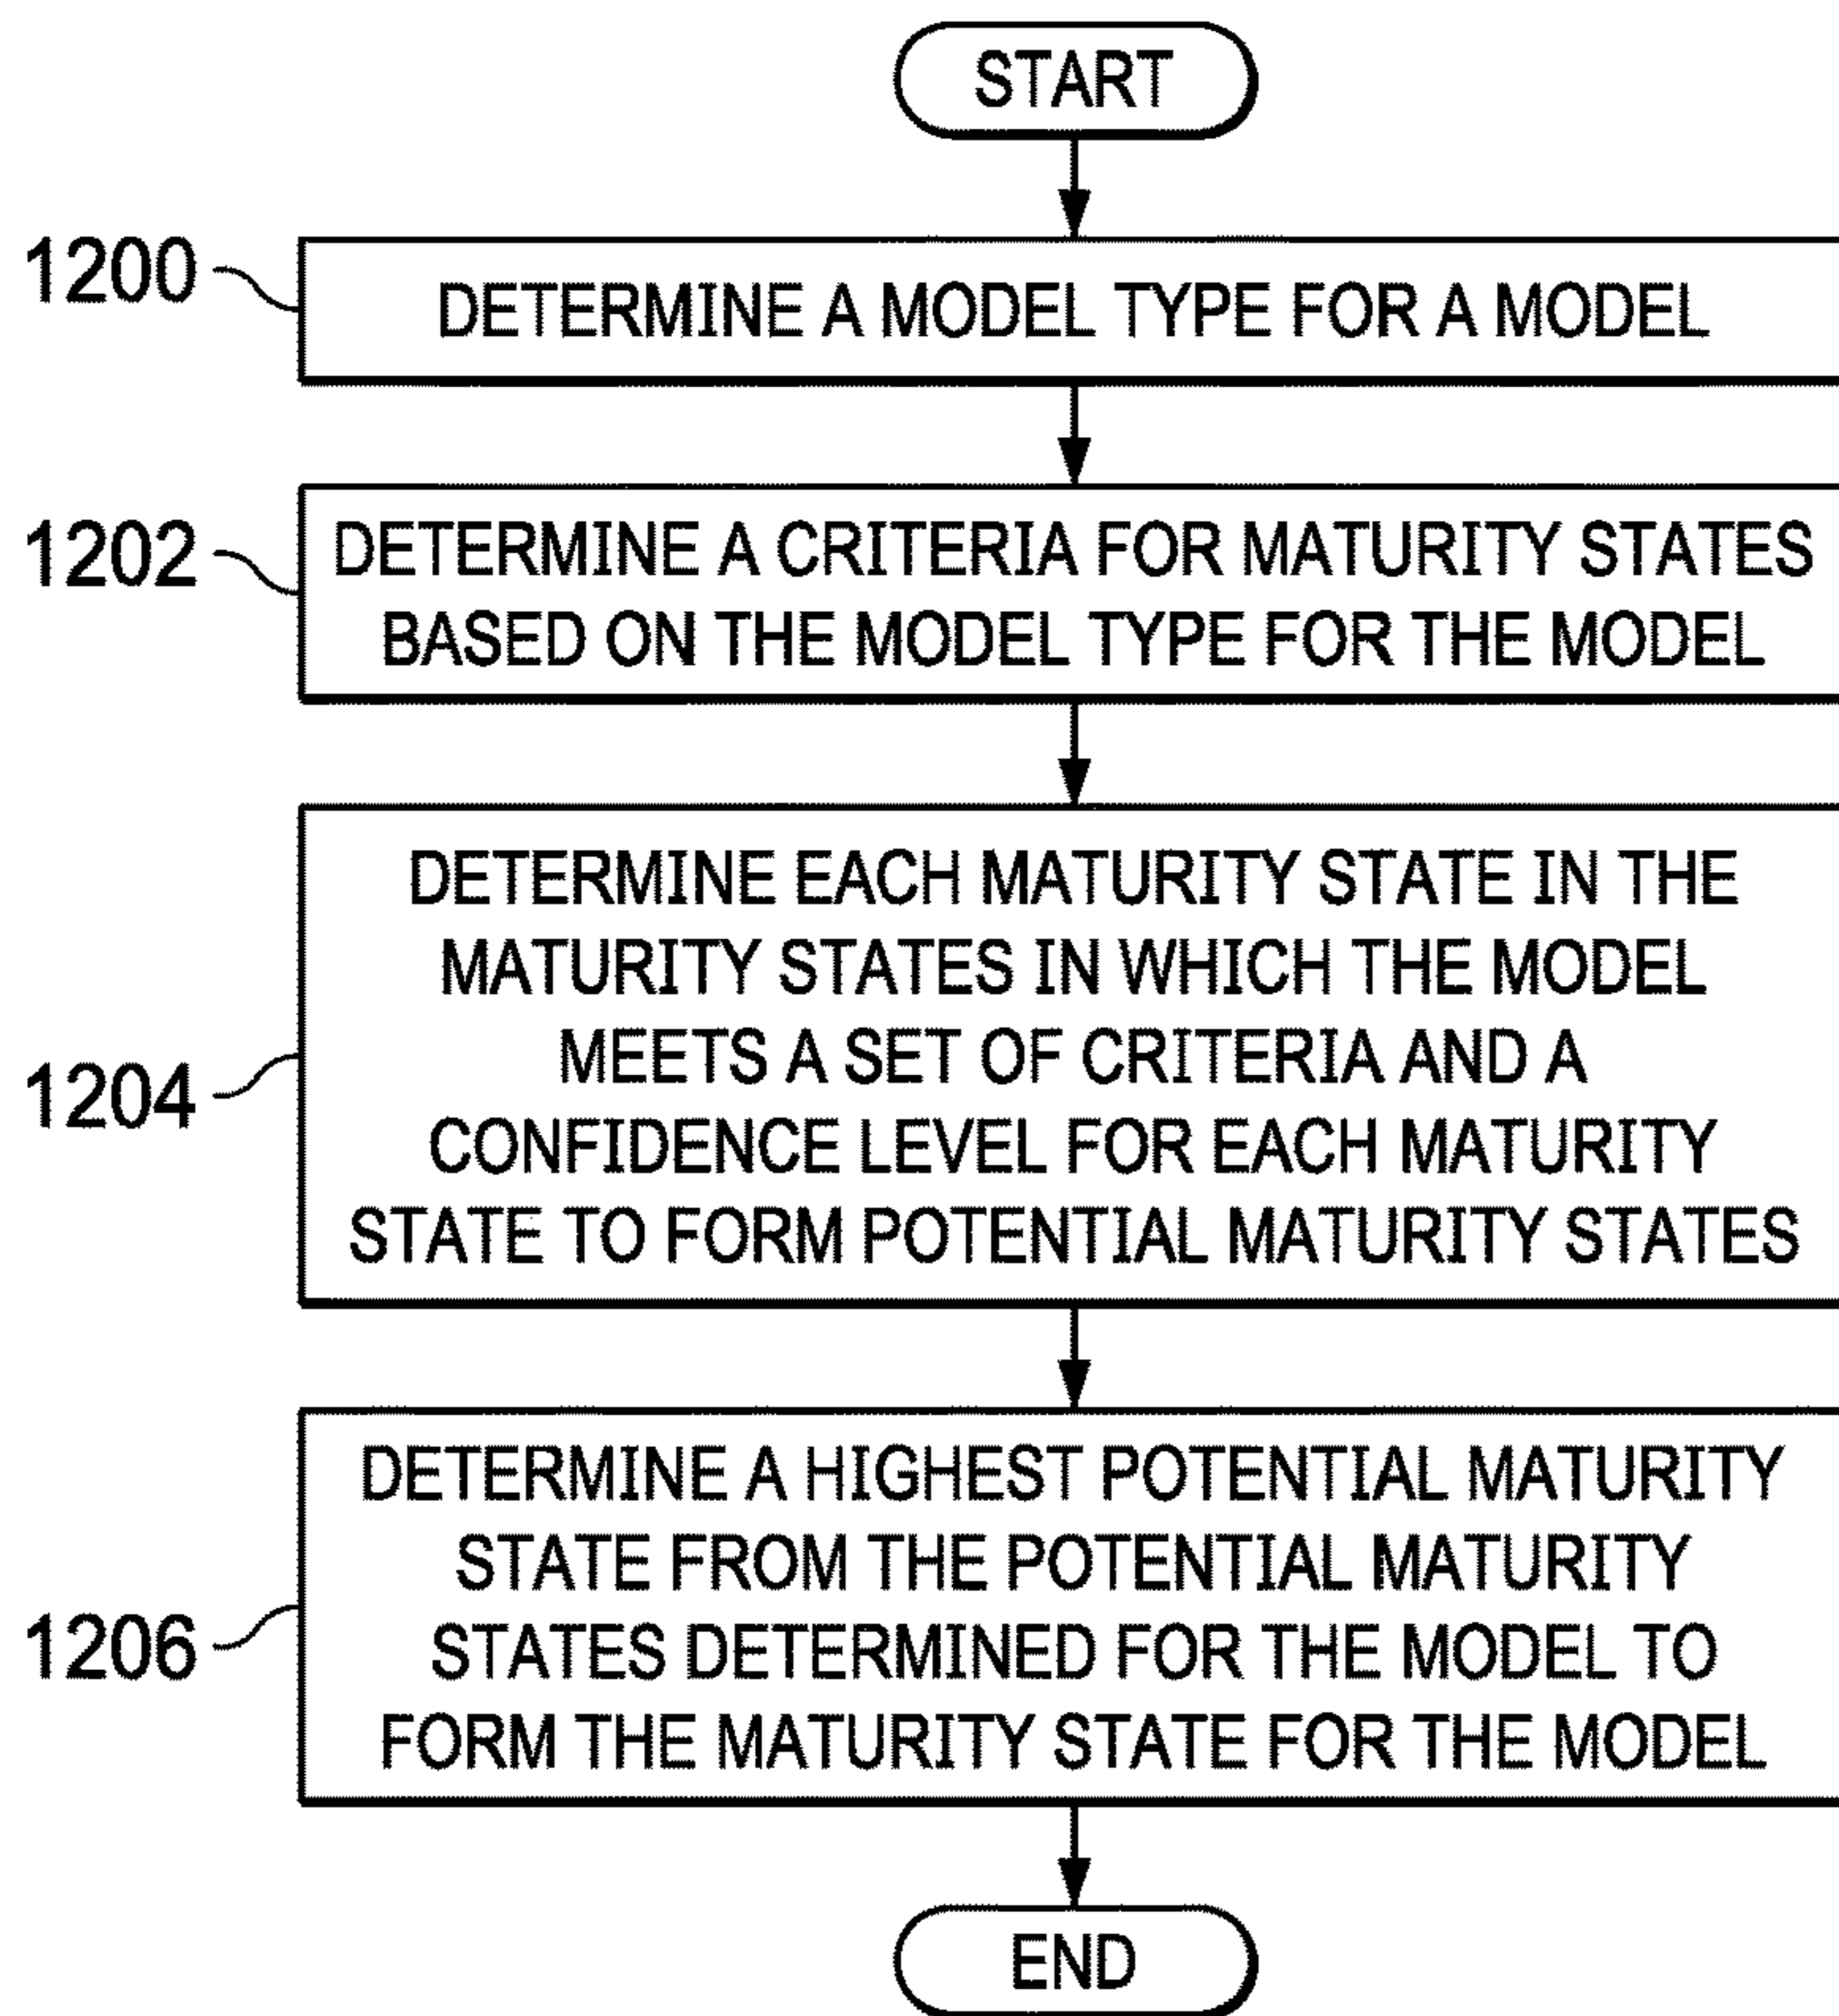 START
1200
DETERMINE A MODEL TYPE FOR A MODEL
1202
DETERMINE A CRITERIA FOR MATURITY STATES
BASED ON THE MODEL TYPE FOR THE MODEL
1204
DETERMINE EACH MATURITY STATE IN THE
MATURITY STATES IN WHICH THE MODEL
MEETS A SET OF CRITERIA AND A
CONFIDENCE LEVEL FOR EACH MATURITY
STATE TO FORM POTENTIAL MATURITY STATES
1206
DETERMINE A HIGHEST POTENTIAL MATURITY
STATE FROM THE POTENTIAL MATURITY
STATES DETERMINED FOR THE MODEL TO
FORM THE MATURITY STATE FOR THE MODEL
END